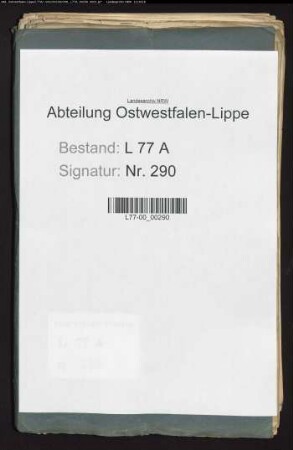 Landesarchiv NRW
Abteilung Ostwestfalen-Lippe
Bestand: L 77 A
Signatur: Nr. 290
L77-00_00290